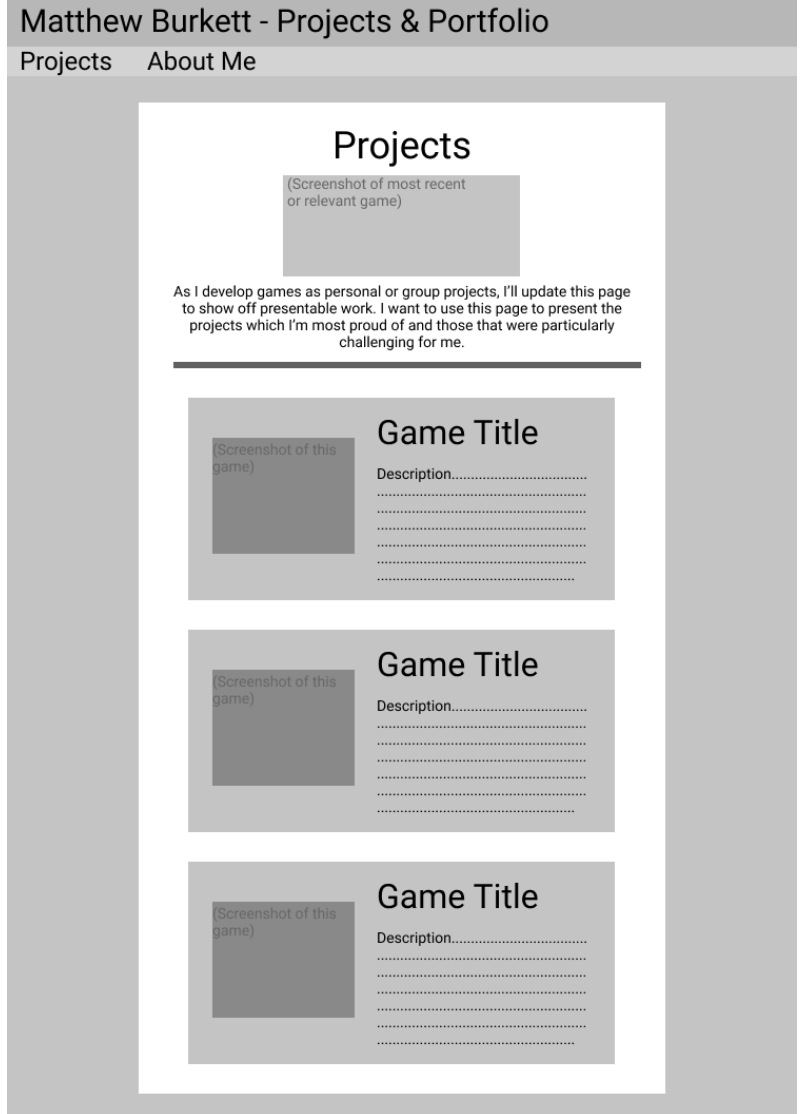 Matthew Burkett - Projects & Portfolio
Projects About Me
Projects
(Screenshot of most recent
or relevant game)
As I develop games as personal or group projects, I’ll update this page
to show off presentable work. I want to use this page to present the
projects which I’m most proud of and those that were particularly
challenging for me.
Game Title
(Screenshot of this
game)
Description...................................
......................................................
......................................................
......................................................
......................................................
......................................................
...................................................
Game Title
(Screenshot of this
game)
Description...................................
......................................................
......................................................
......................................................
......................................................
......................................................
...................................................
Game Title
(Screenshot of this
game)
Description...................................
......................................................
......................................................
......................................................
......................................................
......................................................
...................................................